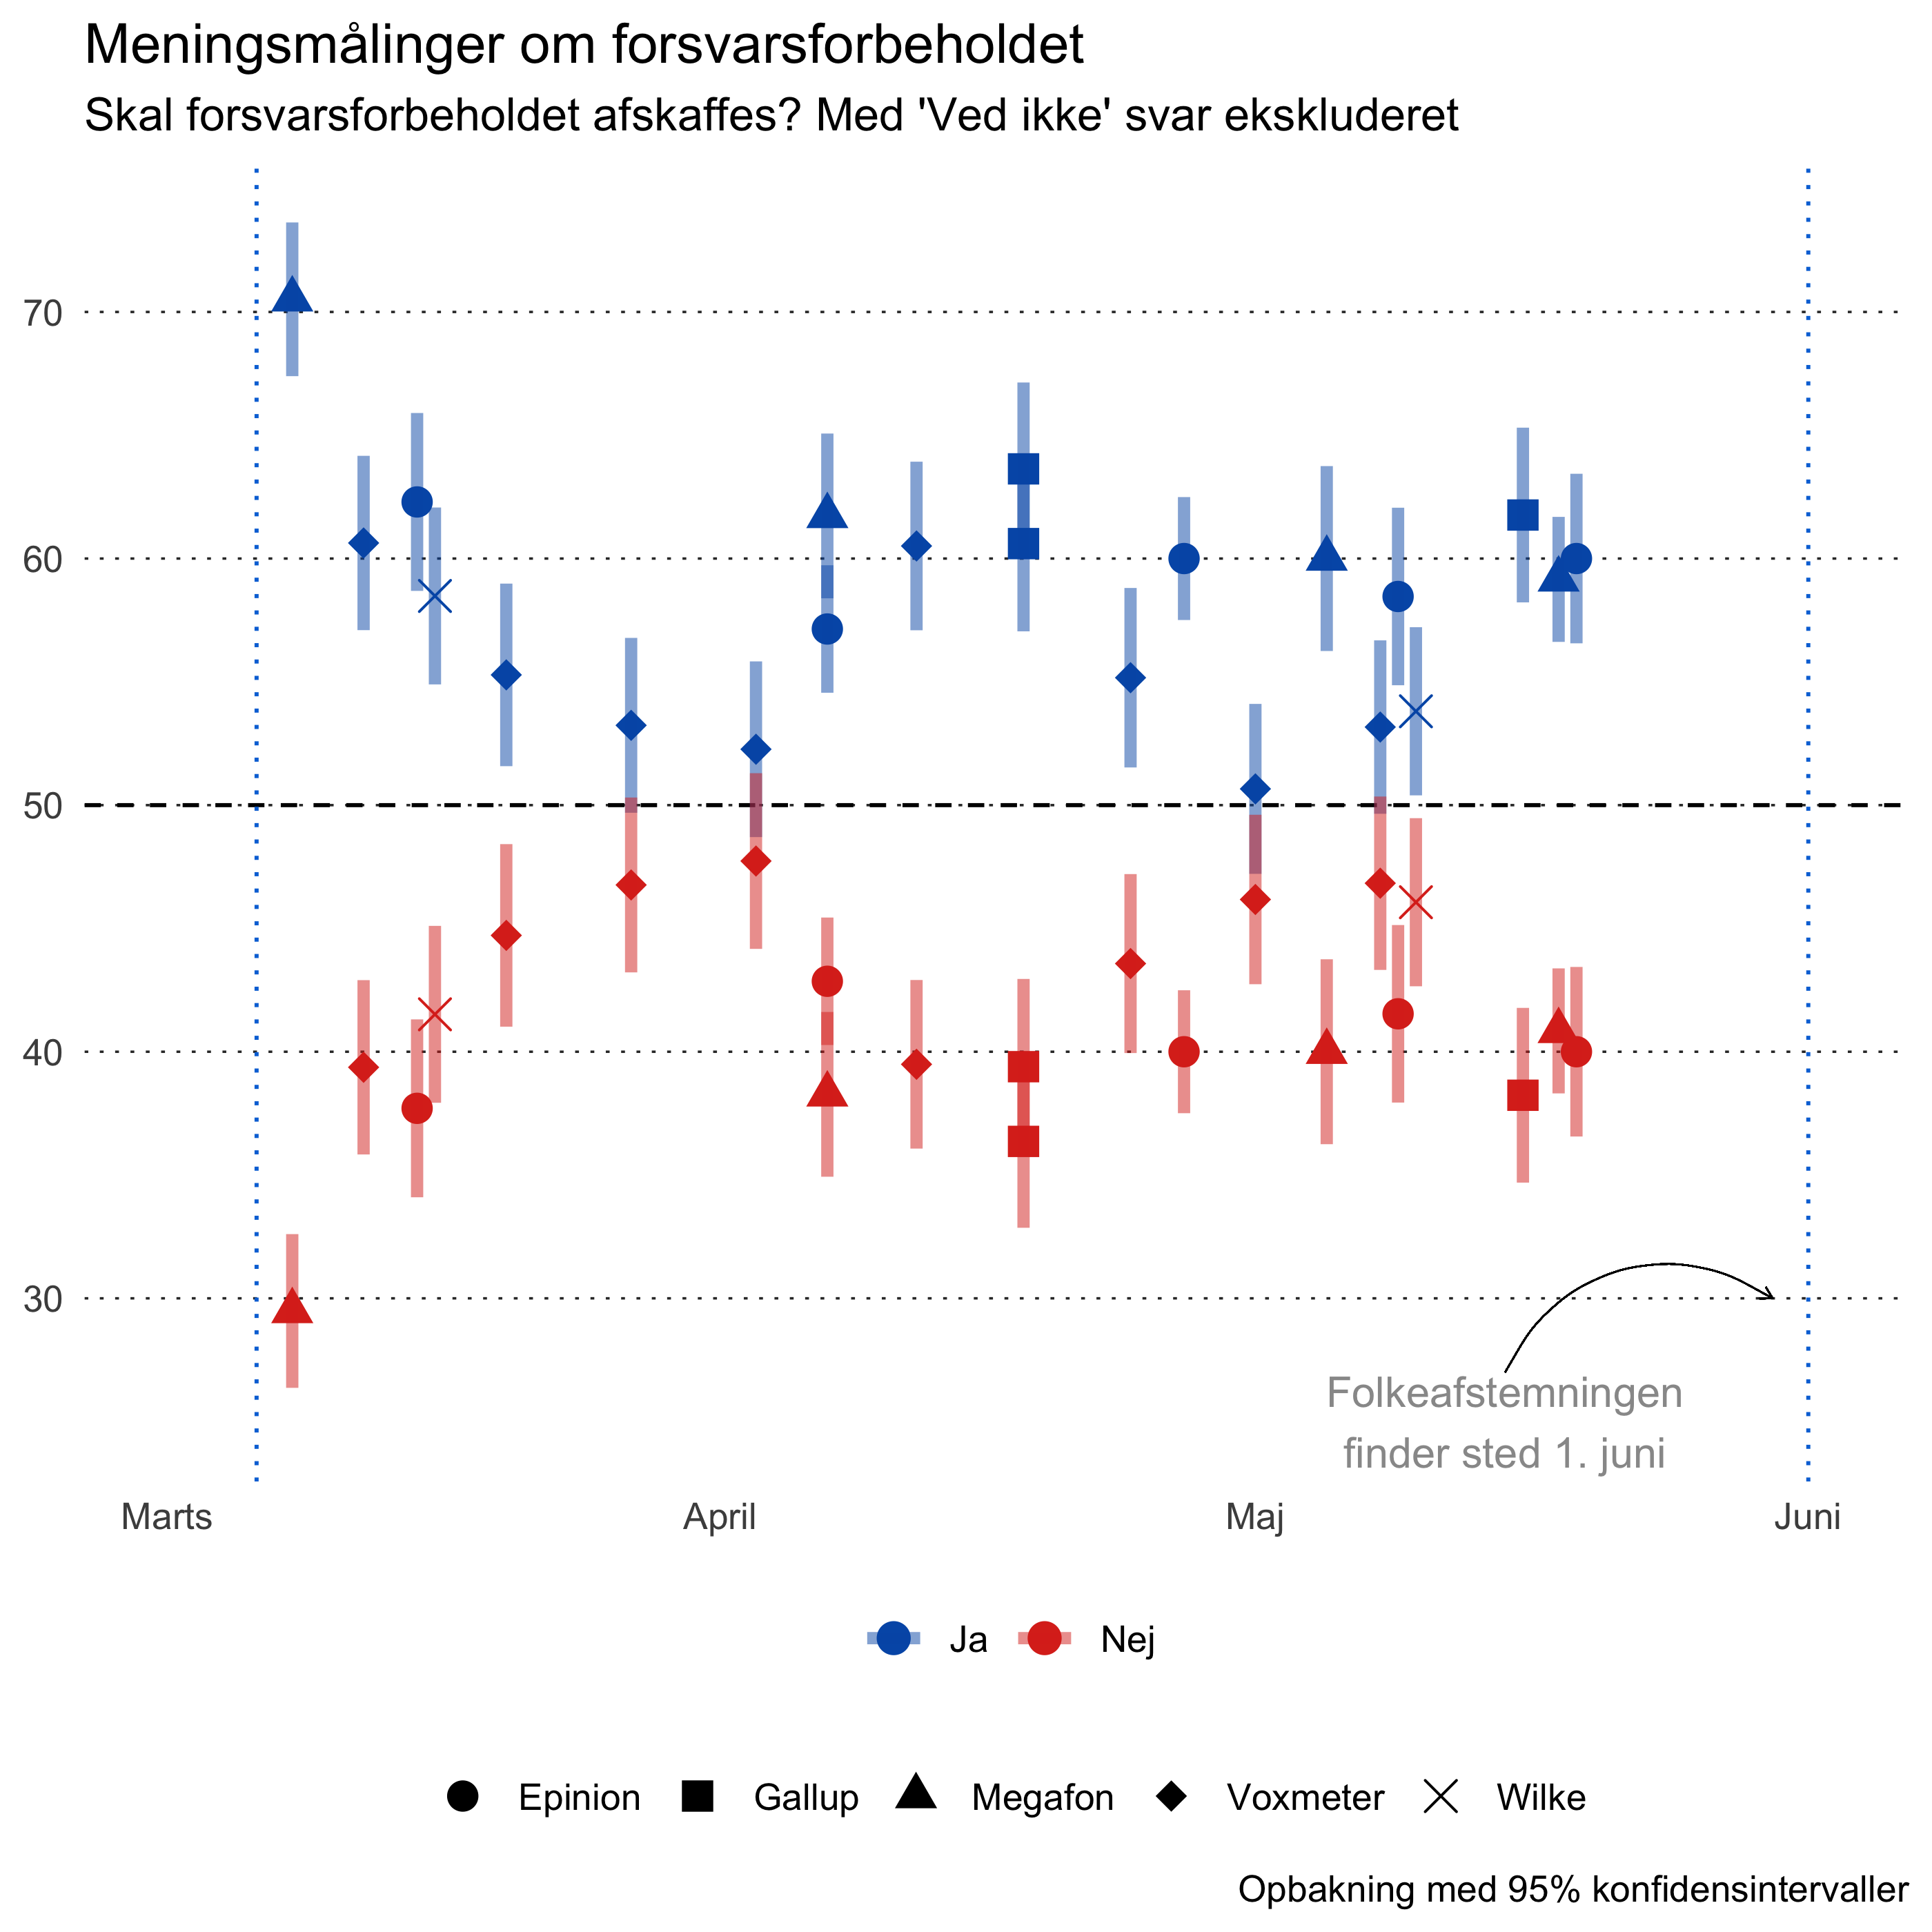 Meningsmålinger om forsvarsforbeholdet
Skal forsvarsforbeholdet afskaffes? Med 'Ved ikke' svar ekskluderet
70
60
50
40
30
Folkeafstemningen
finder sted 1. juni
Marts April Maj Juni
Ja Nej
Epinion Gallup Megafon Voxmeter Wilke
Opbakning med 95% konfidensintervaller